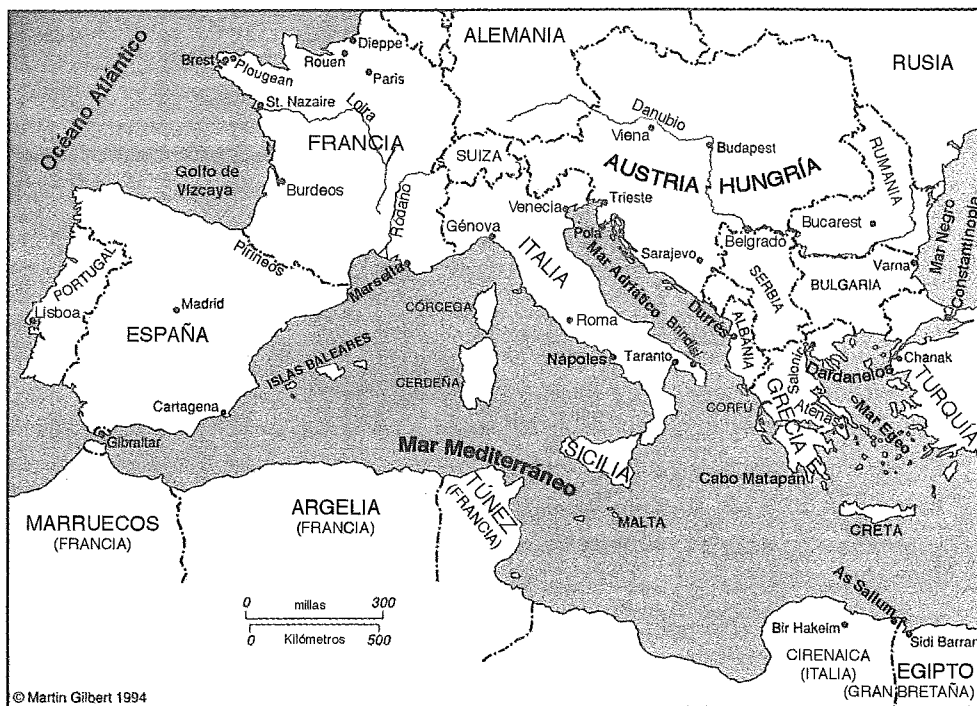 Océano Atlántico
Dieppe
Rouen
Brest
Plougean
Paris
St. Nazaire
Loira
FRANCIA
Golfo de
Vizcaya
Burdeos
Ródano
ALEMANIA
RUSIA
Danubio
Viena
Budapest
SUIZA
AUSTRIA HUNGRÍA
RUMANIA
Venecia
Trieste
Génova
Pola
Bucarest
Belgrado
Sarajevo
Mar Negro
Constantinopla
Varna
ITALIA
Mar Adriático
SERBIA
BULGARIA
PORTUGAL
Pirineos
Marsella
CÓRCEGA
Madrid
Lisboa
ESPAÑA
Roma
Durrës
ALBANIA
Brindisi
ISLAS BALEARES
Nápoles
Taranto
Salonic
Chanak
Dardanelos
CERDEÑA
CORFÚ
GRECIA
Atenas
Mar Egeo
TURQUÍA
Cartagena
Gibraltar
Mar Mediterráneo
SICILIA
Cabo Matapán
MARRUECOS
(FRANCIA)
ARGELIA
(FRANCIA)
TÚNEZ
(FRANCIA)
MALTA
CRETA
0 millas 300
0 Kilómetros 500
As Sallum
Bir Hakeim
Sidi Barran
CIRENAICA
(ITALIA)
EGIPTO
(GRAN BRETAÑA)
© Martin Gilbert 1994